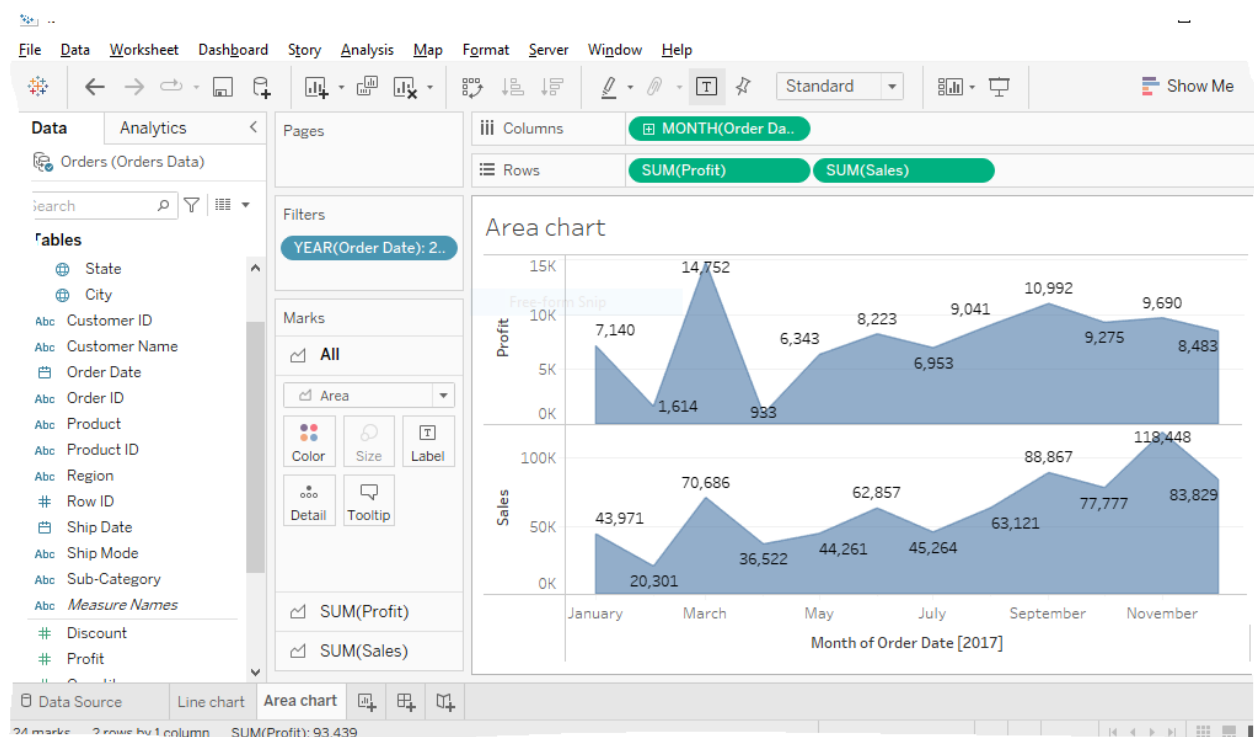 File Data Worksheet Dashboard Story Analysis Map Format Server Window Help
Standard
Show Me
Data Analytics
Orders (Orders Data)
Search
Tables
State
City
Abc Customer ID
Abc Customer Name
Order Date
Abc Order ID
Abc Product
Abc Product ID
Abc Region
# Row ID
Ship Date
Abc Ship Mode
Abc Sub-Category
Abc Measure Names
# Discount
# Profit
Pages
Filters
YEAR(Order Date): 2..
Marks
All
Area
Color Size Label
Detail Tooltip
SUM(Profit)
SUM(Sales)
Columns MONTH(Order Da..
Rows SUM(Profit) SUM(Sales)
Area chart
Free-form Snip
Profit
15K
10K
5K
0K
7,140
1,614
14,752
933
6,343
8,223
6,953
9,041
10,992
9,275
9,690
8,483
Sales
100K
50K
0K
43,971
20,301
70,686
36,522
44,261
62,857
45,264
63,121
88,867
77,777
118,448
83,829
January March May July September November
Month of Order Date [2017]
Data Source Line chart Area chart
24 marks 2 rows by 1 column SUM(Profit): 93,439